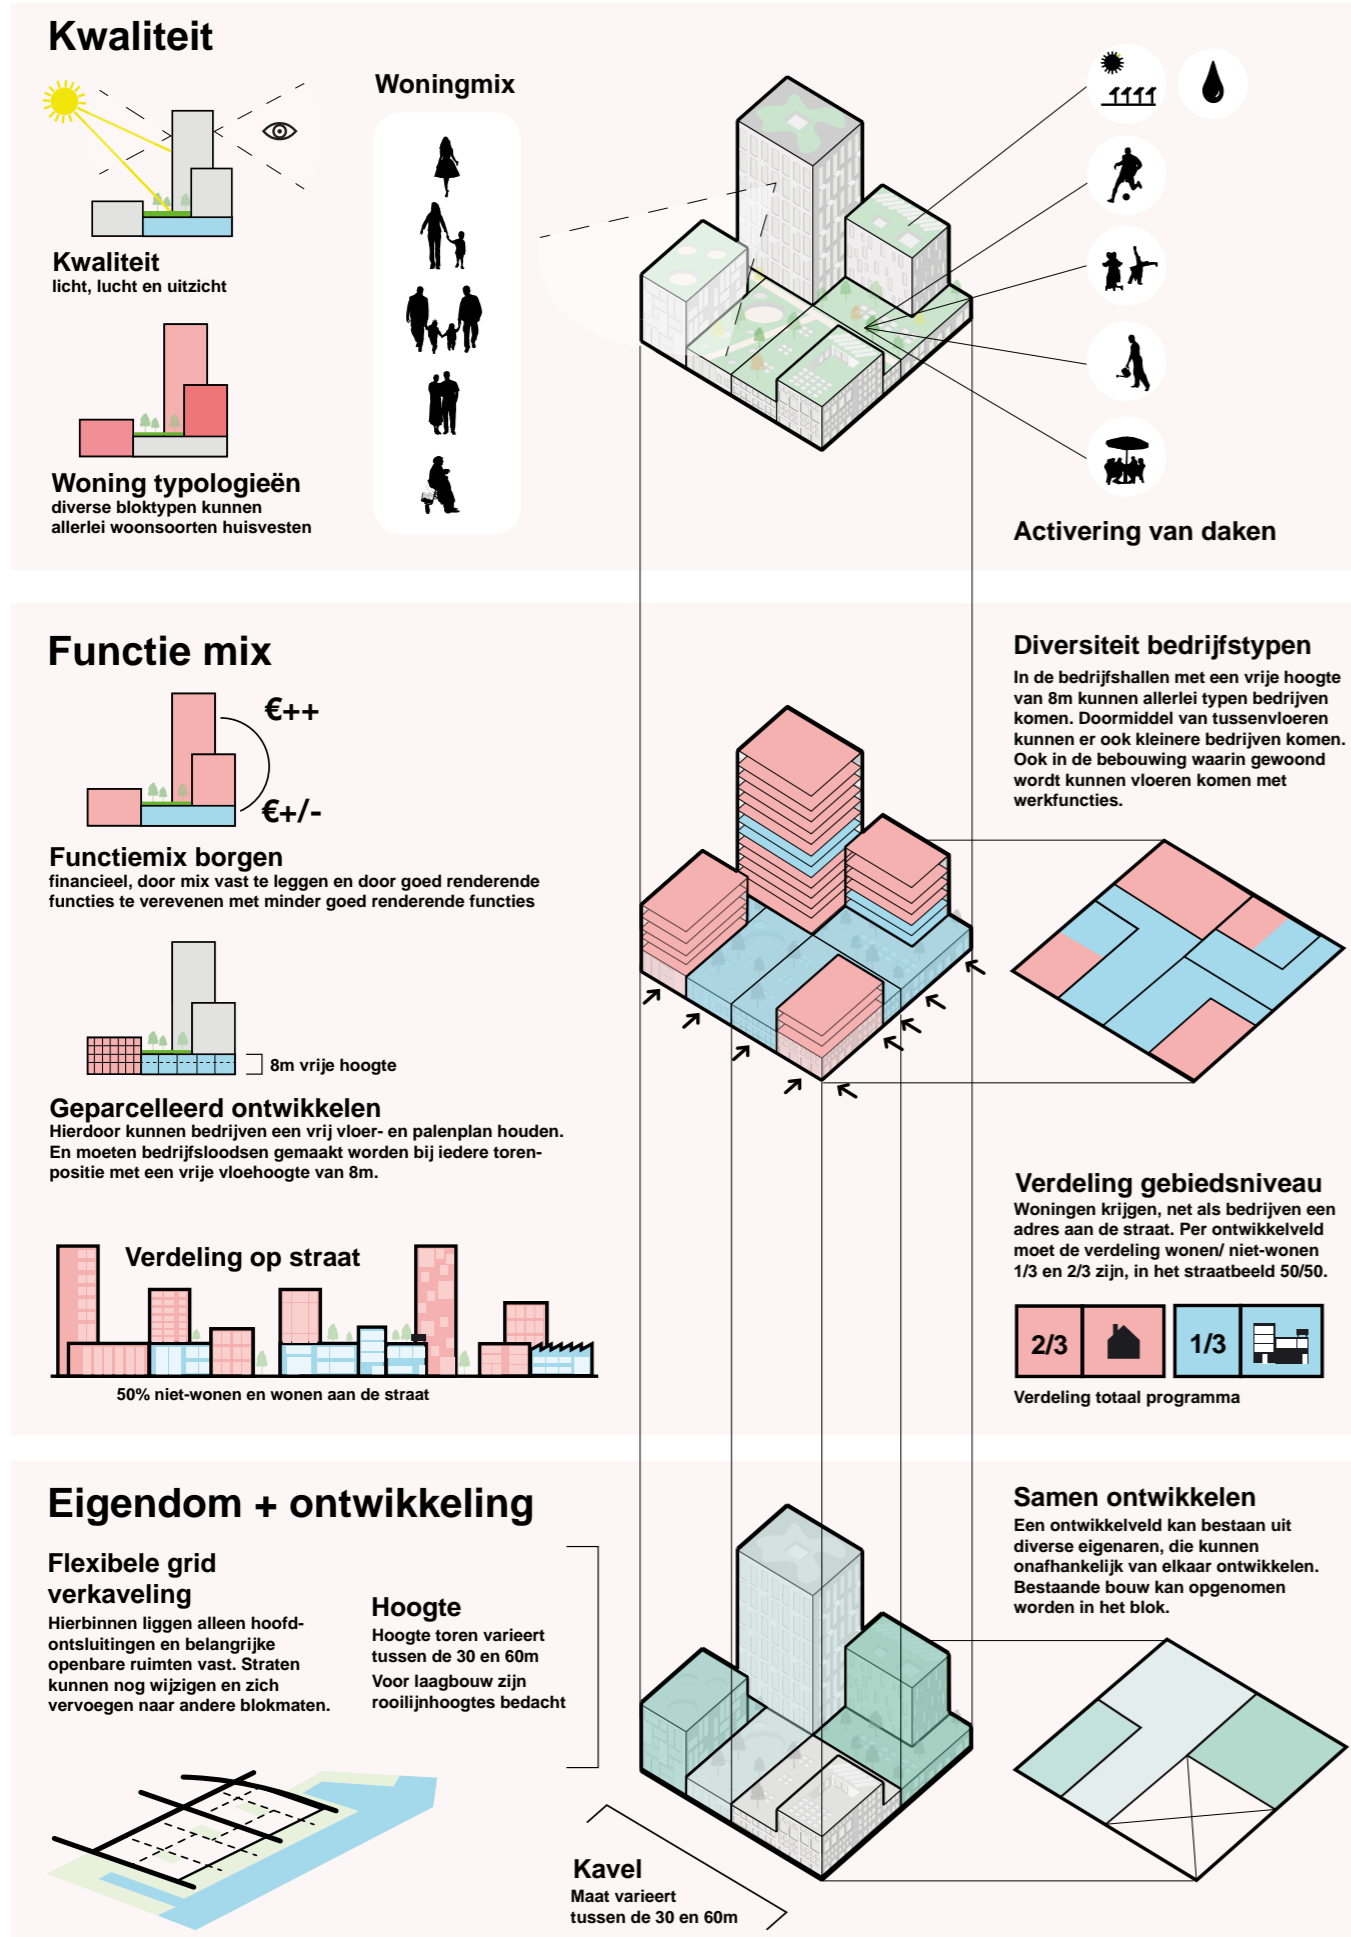 Kwaliteit
Woningmix
Kwaliteit
licht, lucht en uitzicht
Woning typologieën
diverse bloktypen kunnen
allerlei woonsoorten huisvesten
Activering van daken
Functie mix
€++
€+/-
Functiemix borgen
financieel, door mix vast te leggen en door goed renderende
functies te verevenen met minder goed renderende functies
8m vrije hoogte
Geparcelleerd ontwikkelen
Hierdoor kunnen bedrijven een vrij vloer- en palenplan houden.
En moeten bedrijfsloodsen gemaakt worden bij iedere toren-
positie met een vrije vloehoogte van 8m.
Verdeling op straat
50% niet-wonen en wonen aan de straat
Diversiteit bedrijfstypen
In de bedrijfshallen met een vrije hoogte
van 8m kunnen allerlei typen bedrijven
komen. Doormiddel van tussenvloeren
kunnen er ook kleinere bedrijven komen.
Ook in de bebouwing waarin gewoond
wordt kunnen vloeren komen met
werkfuncties.
Verdeling gebiedsniveau
Woningen krijgen, net als bedrijven een
adres aan de straat. Per ontwikkelveld
moet de verdeling wonen/ niet-wonen
1/3 en 2/3 zijn, in het straatbeeld 50/50.
2/3
1/3
Verdeling totaal programma
Eigendom + ontwikkeling
Flexibele grid
verkaveling
Hierbinnen liggen alleen hoofd-
ontsluitingen en belangrijke
openbare ruimten vast. Straten
kunnen nog wijzigen en zich
vervoegen naar andere blokmaten.
Hoogte
Hoogte toren varieert
tussen de 30 en 60m
Voor laagbouw zijn
rooilijnhoogtes bedacht
Kavel
Maat varieert
tussen de 30 en 60m
Samen ontwikkelen
Een ontwikkelveld kan bestaan uit
diverse eigenaren, die kunnen
onafhankelijk van elkaar ontwikkelen.
Bestaande bouw kan opgenomen
worden in het blok.